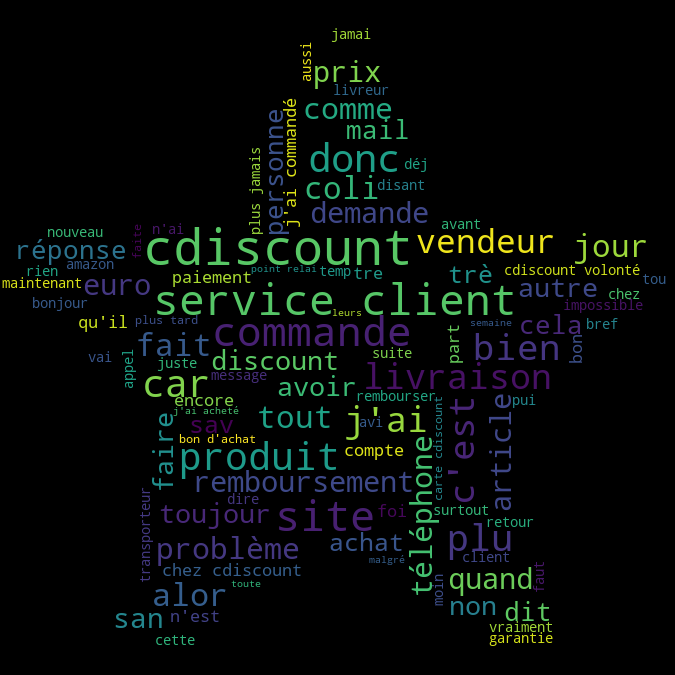 jamai
aussi
prix
livreur
comme
j'ai commandé
personne
mail
plus jamais
donc
déj
coli
disant
demande
avant
nouveau
faite
n'ai
cdiscount
vendeur
jour
réponse
rien
amazon
point relai
temp
tre
trè
cdiscount volonté
tou
maintenant
euro
paiement
autre
chez
bonjour
service client
leurs
impossible
qu'il
plus tard
commande
semaine
cela
bref
fait
part
bien
bon
vai
appel
juste
discount
suite
message
livraison
car
avoir
encore
rembourser
pui
j'ai acheté
tout
j'ai
avi
carte cdiscount
c'est
article
sav
faire
bon d'achat
produit
compte
téléphone
remboursement
dire
transporteur
toujour
site
foi
surtout
retour
problème
achat
plu
malgré
client
chez cdiscount
toute
moin
quand
faut
alor
san
n'est
non
dit
vraiment
cette
garantie